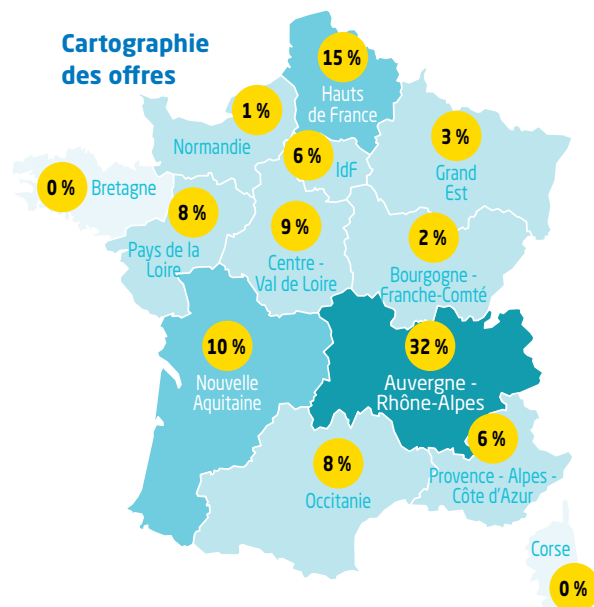 Cartographie
des offres
15 %
Hauts
de France
1 %
Normandie
6 %
IdF
3 %
Grand
Est
0 %
Bretagne
8 %
Pays de la
Loire
9 %
Centre -
Val de Loire
2 %
Bourgogne -
Franche-Comté
10 %
Nouvelle
Aquitaine
32 %
Auvergne -
Rhône-Alpes
8 %
Occitanie
6 %
Provence - Alpes -
Côte d'Azur
Corse
0 %